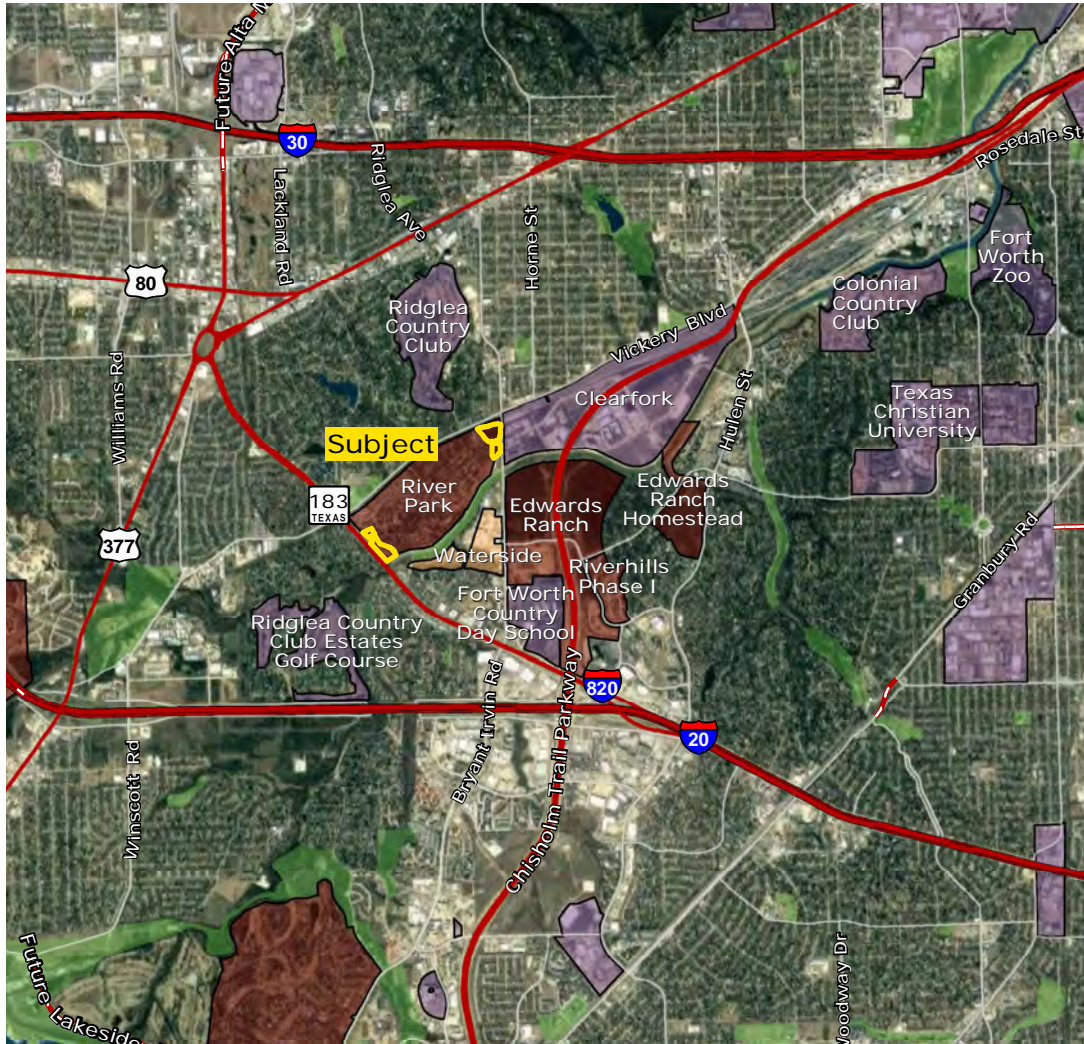 Future Alta M
30
Rosedale St
Ridglea Ave
Lackland Rd
Horne St
Fort
Worth
Zoo
80
Colonial
Country
Club
Ridglea
Country
Club
Vickery Blvd
Williams Rd
Clearfork
Hulen St
Texas
Christian
University
Subject
183
TEXAS
River
Park
Edwards
Ranch
Edwards
Ranch
Homestead
377
Waterside
Riverhills
Phase I
Granbury Rd
Fort Worth
Country
Day School
Ridglea Country
Club Estates
Golf Course
820
20
Bryant Irvin Rd
Winscott Rd
Chisholm Trail Parkway
Future Lakeside
Woodway Dr